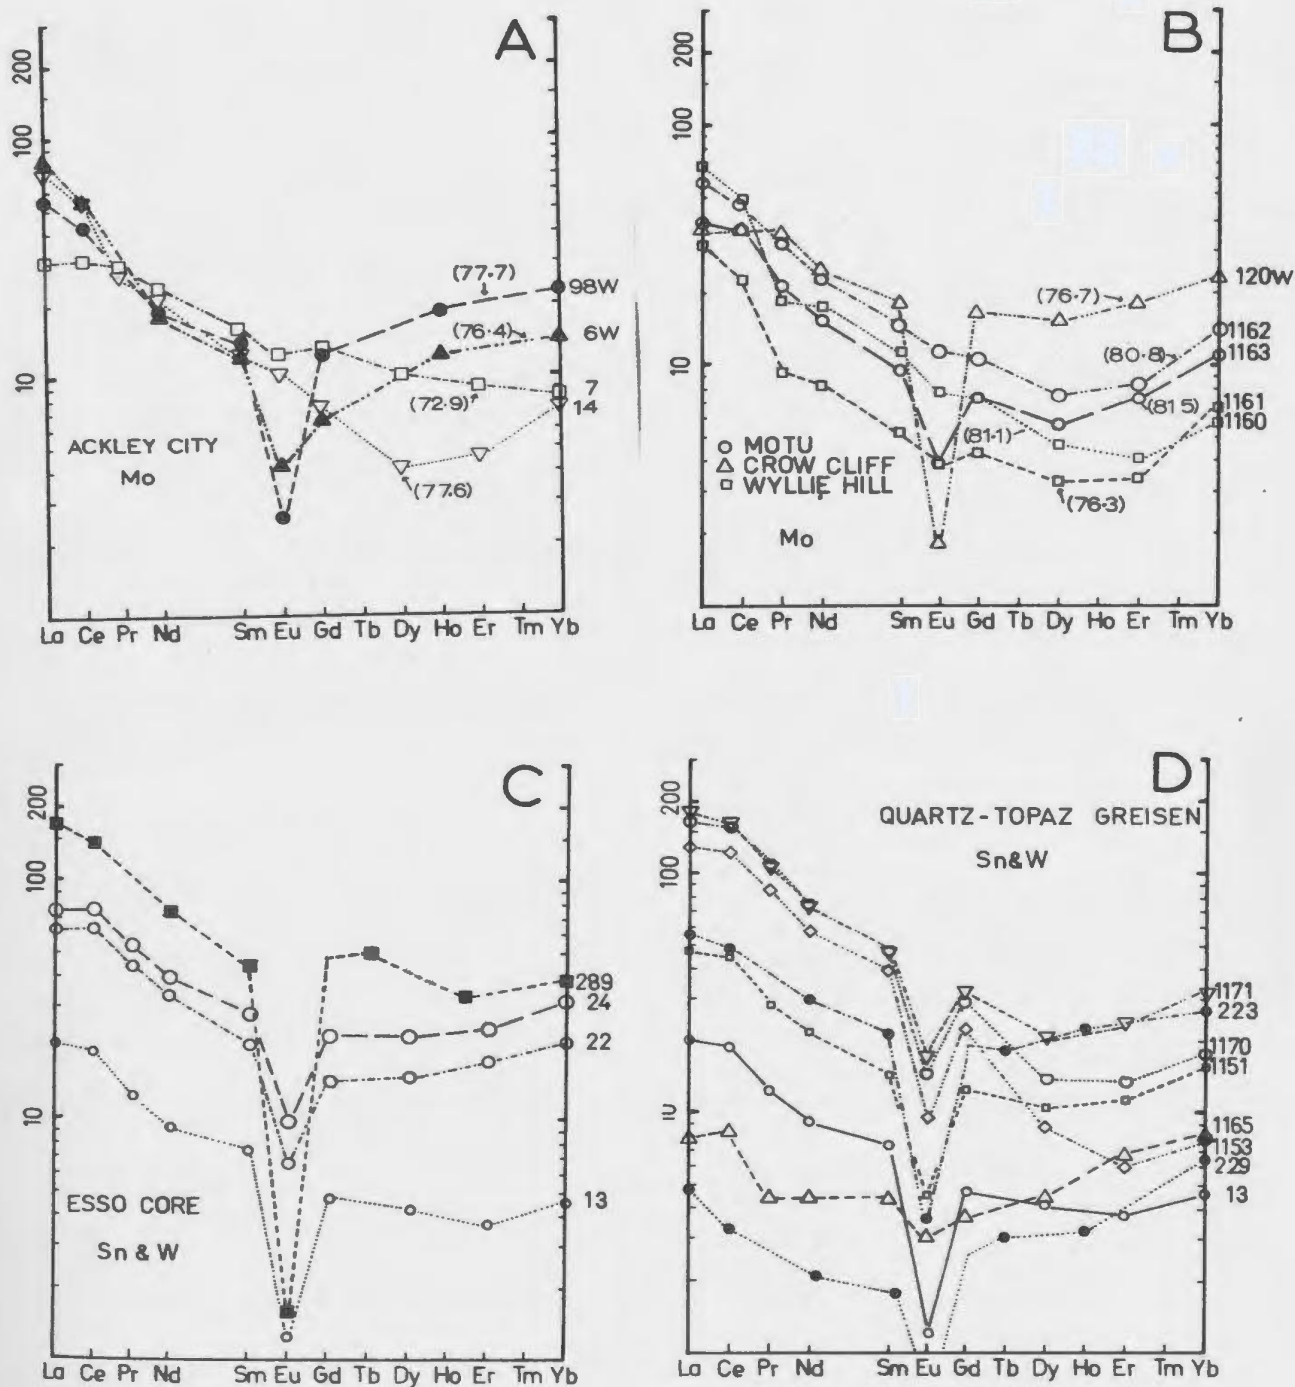 A
200
100
10
(77·7)
98W
(76·4)
6W
7
(72·9)
14
ACKLEY CITY
Mo
(77·6)
La Ce Pr Nd Sm Eu Gd Tb Dy Ho Er Tm Yb
B
200
100
10
(76·7)
120W
1162
(80·8)
1163
(81·5)
1161
(81·1)
1160
MOTU
CROW CLIFF
WYLLIE HILL
(76·3)
Mo
La Ce Pr Nd Sm Eu Gd Tb Dy Ho Er Tm Yb
C
200
100
10
289
24
22
13
ESSO CORE
Sn & W
La Ce Pr Nd Sm Eu Gd Tb Dy Ho Er Tm Yb
D
QUARTZ-TOPAZ GREISEN
Sn&W
200
100
10
1171
223
1170
1151
1165
1153
229
13
La Ce Pr Nd Sm Eu Gd Tb Dy Ho Er Tm Yb